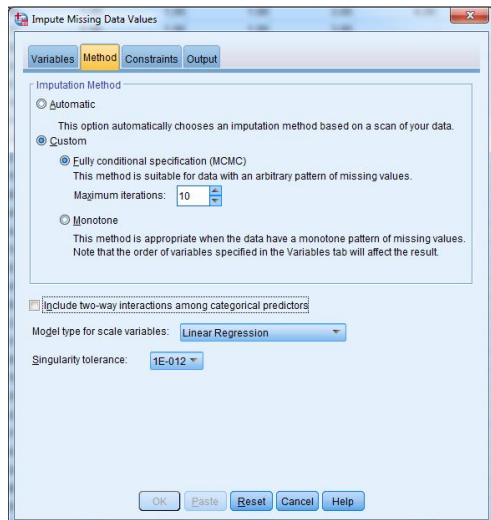 Impute Missing Data Values
Variables Method Constraints Output
Imputation Method
Automatic
This option automatically chooses an imputation method based on a scan of your data.
Custom
Fully conditional specification (MCMC)
This method is suitable for data with an arbitrary pattern of missing values.
Maximum iterations: 10
Monotone
This method is appropriate when the data have a monotone pattern of missing values.
Note that the order of variables specified in the Variables tab will affect the result.
Include two-way interactions among categorical predictors
Model type for scale variables: Linear Regression
Singularity tolerance: 1E-012
OK Paste Reset Cancel Help